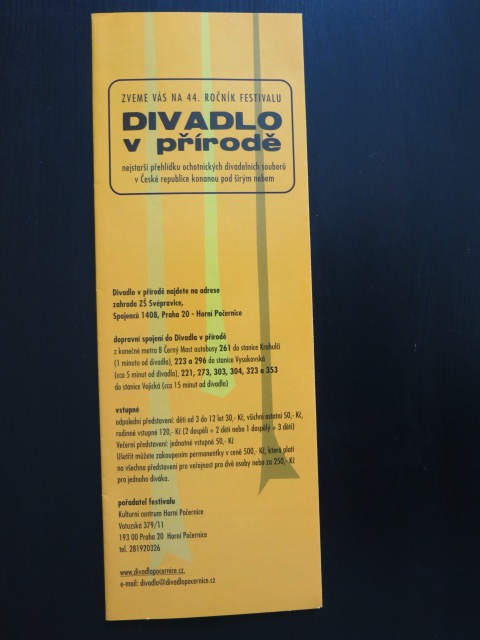 ZVEME VÁS NA 44. ROČNÍK FESTIVALU
DIVADLO
v přírodě
nejstarší přehlídku ochotnických divadelních souborů
v České republice konanou pod širým nebem
Divadlo v přírodě najdete na adrese
zahrada ZŠ Svépravice,
Spojenců 1408, Praha 20 - Horní Počernice
dopravní spojení do Divadla v přírodě
z konečné metra B Černý Most autobusy 261 do stanice Krahulčí
(1 minutu od divadla), 223 a 296 do stanice Vysokovská
(cca 5 minut od divadla), 221, 273, 303, 304, 323 a 353
do stanice Vojická (cca 15 minut od divadla)
vstupné
odpolední představení: děti od 3 do 12 let 30,- Kč, všichni ostatní 50,- Kč,
rodinné vstupné 120,- Kč (2 dospělí + 2 děti nebo 1 dospělý + 3 děti)
Večerní představení: jednotné vstupné 50,- Kč
Ušetřit můžete zakoupením permanentky v ceně 500,- Kč, která platí
na všechna představení pro veřejnost pro dvě osoby nebo za 250,- Kč
pro jednoho diváka.
pořadatel festivalu
Kulturní centrum Horní Počernice
Votuzská 379/11
193 00 Praha 20 Horní Počernice
tel. 281920326
www.divadlopocernice.cz,
e-mail: divadlo@divadlopocernice.cz